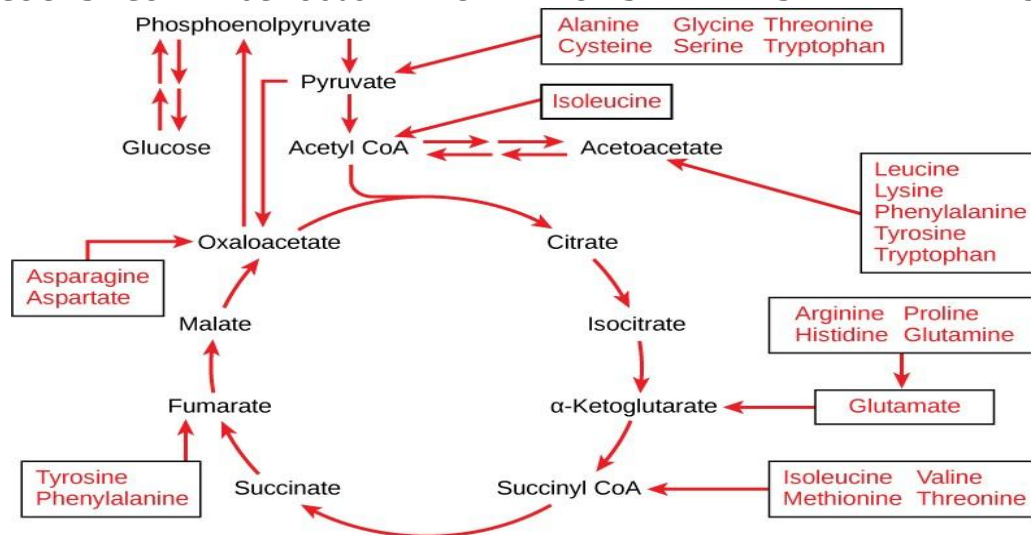 Phosphoenolpyruvate
Alanine Glycine Threonine
Cysteine Serine Tryptophan
Pyruvate
Isoleucine
Glucose
Acetyl CoA
Acetoacetate
Leucine
Lysine
Phenylalanine
Tyrosine
Tryptophan
Oxaloacetate
Citrate
Asparagine
Aspartate
Malate
Isocitrate
Arginine Proline
Histidine Glutamine
Fumarate
α-Ketoglutarate
Glutamate
Tyrosine
Phenylalanine
Succinate
Succinyl CoA
Isoleucine Valine
Methionine Threonine